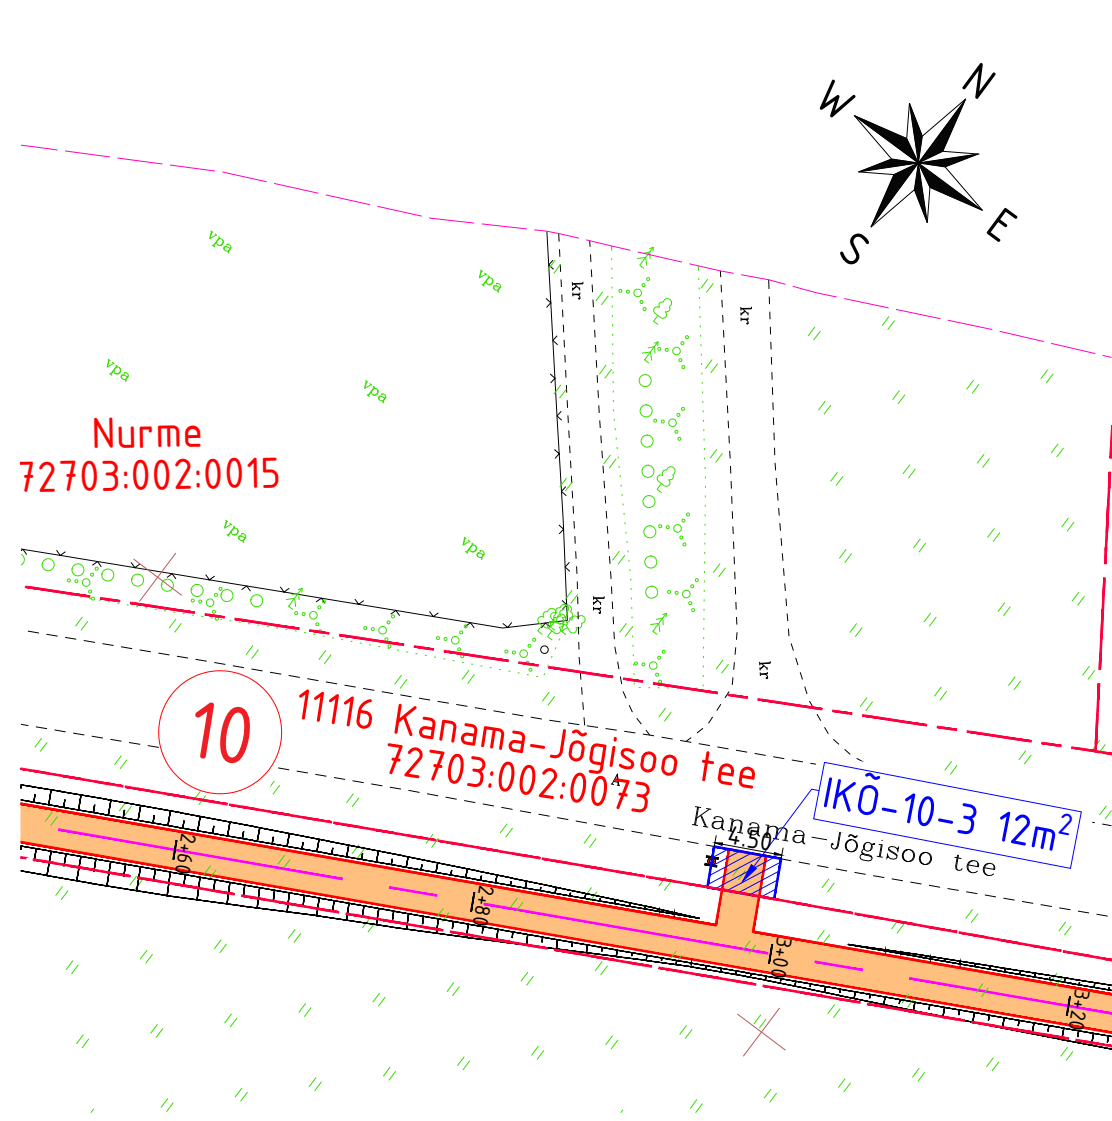 N
W
E
S
vpa
vpa
kr
kr
vpa
vpa
Nurme
72703:002:0015
vpa
vpa
kr
kr
10
11116 Kanama-Jõgisoo tee
72703:002:0073
A
IKÕ-10-3 12m²
Kanama-Jõgisoo tee
4.50
2+60
2+80
3+00
3+20